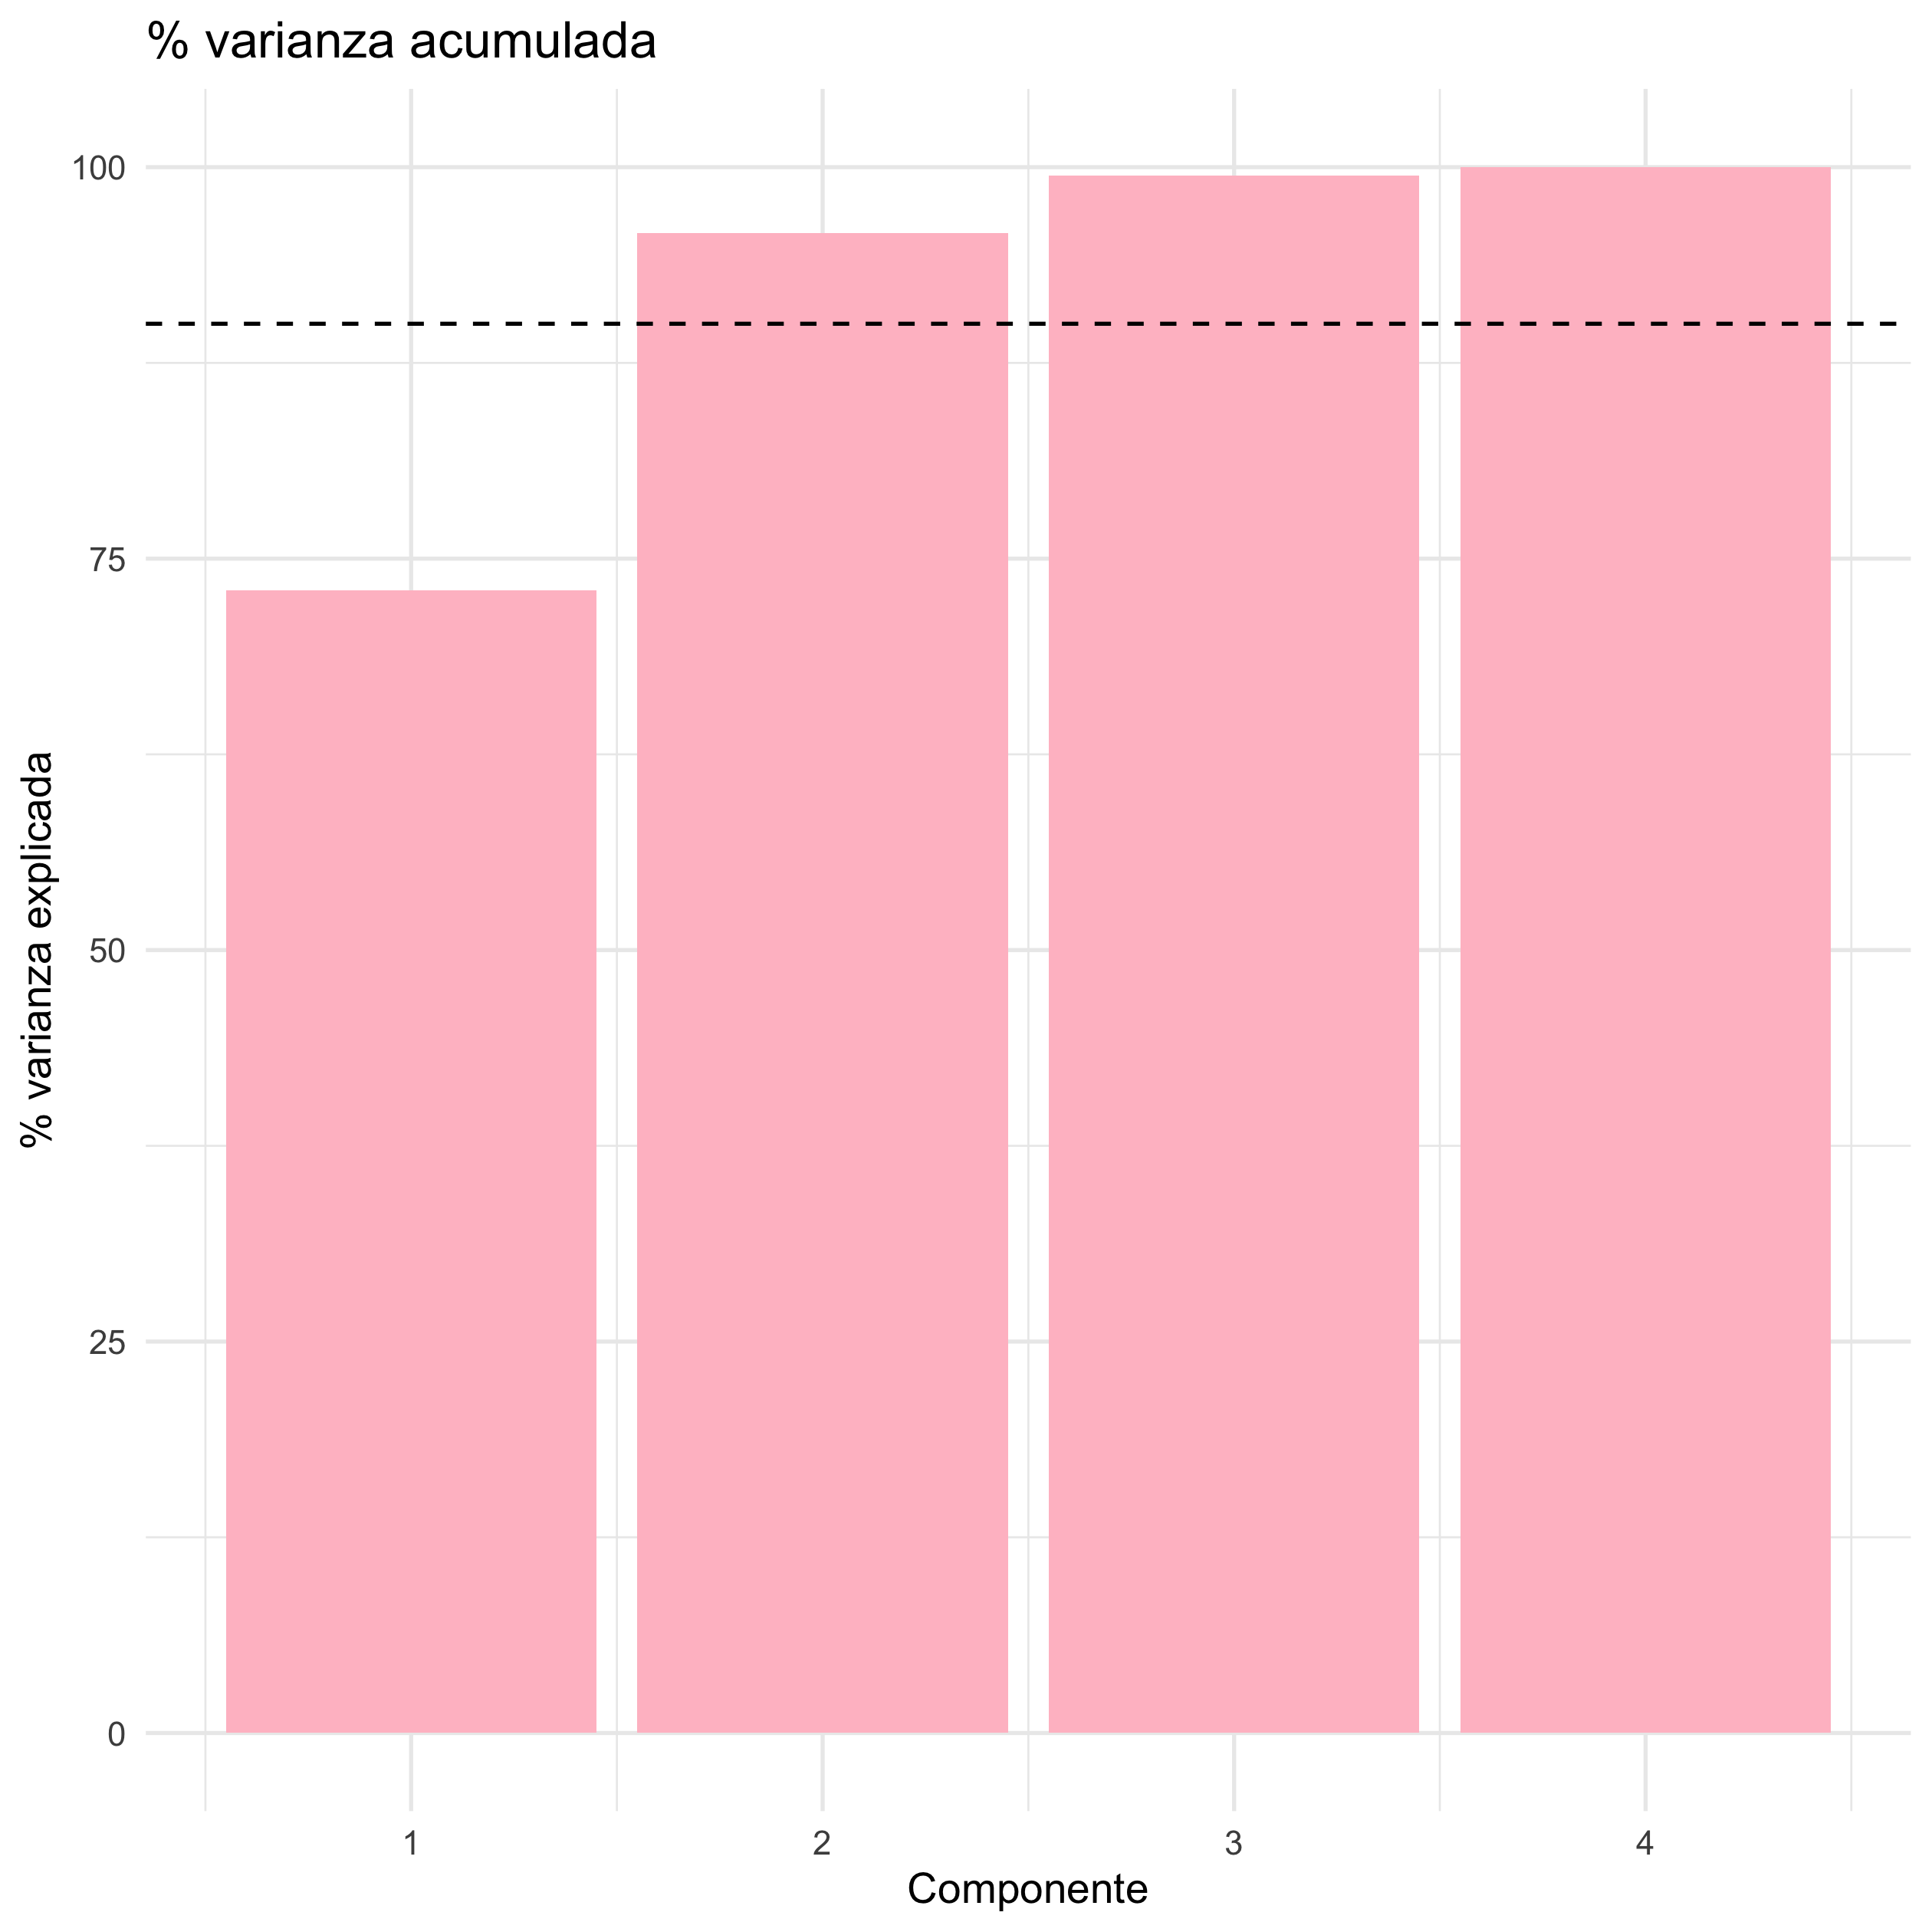 % varianza acumulada
% varianza explicada
100
75
50
25
0
1 2 3 4
Componente